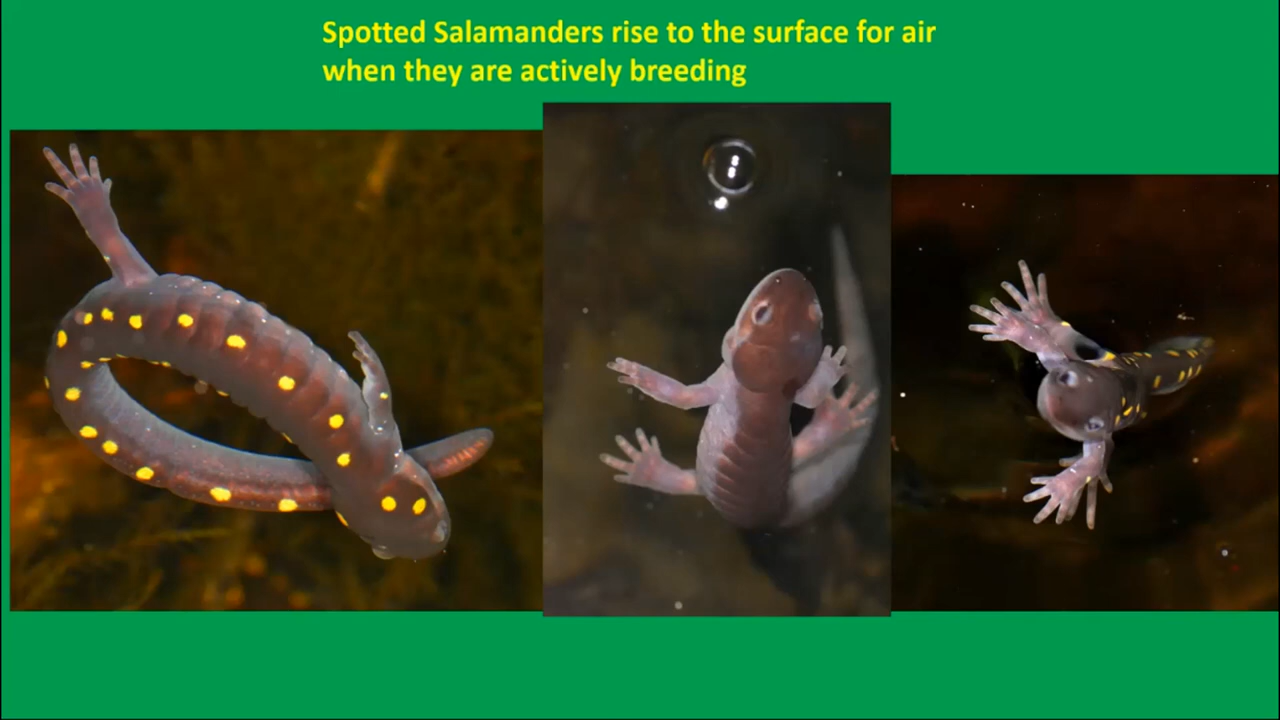 Spotted Salamanders rise to the surface for air
when they are actively breeding